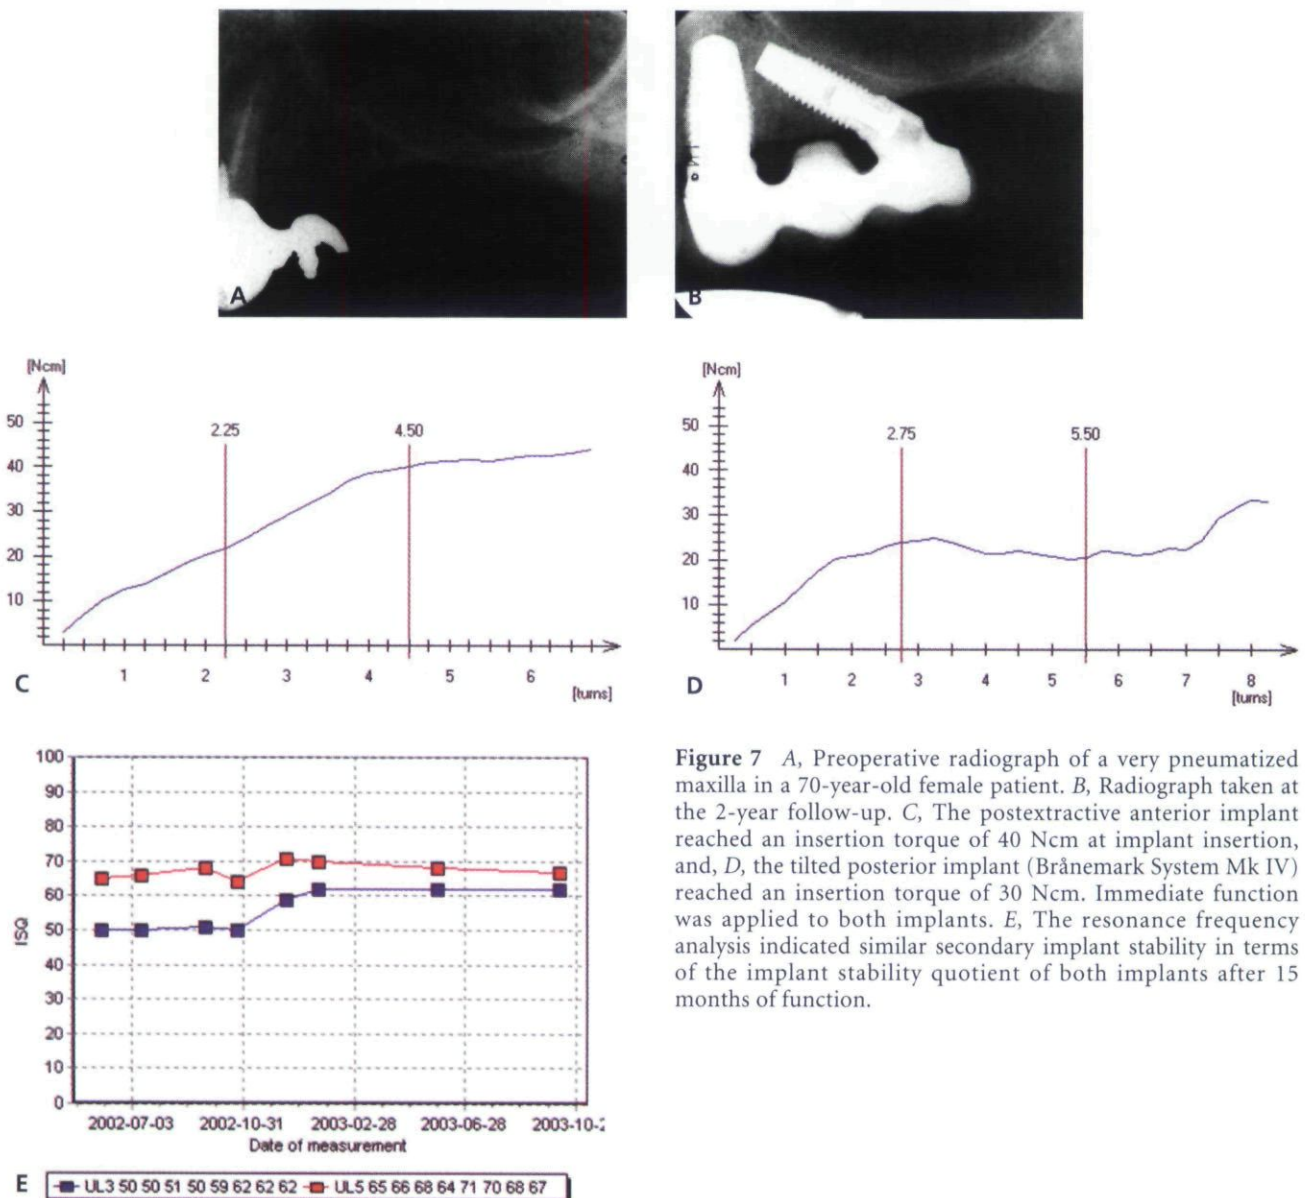 A
B
[Ncm]
50
40
30
20
10
2.25
4.50
1 2 3 4 5 6
[turns]
C
[Ncm]
50
40
30
20
10
2.75
5.50
1 2 3 4 5 6 7 8
[turns]
D
100
90
80
70
60
50
40
30
20
10
0
ISQ
2002-07-03 2002-10-31 2003-02-28 2003-06-28
Date of measurement
E
UL3 50 50 51 50 59 62 62 62 UL5 65 66 68 64 71 70 68 67
Figure 7 A, Preoperative radiograph of a very pneumatized
maxilla in a 70-year-old female patient. B, Radiograph taken at
the 2-year follow-up. C, The postextractive anterior implant
reached an insertion torque of 40 Ncm at implant insertion,
and, D, the tilted posterior implant (Brånemark System Mk IV)
reached an insertion torque of 30 Ncm. Immediate function
was applied to both implants. E, The resonance frequency
analysis indicated similar secondary implant stability in terms
of the implant stability quotient of both implants after 15
months of function.